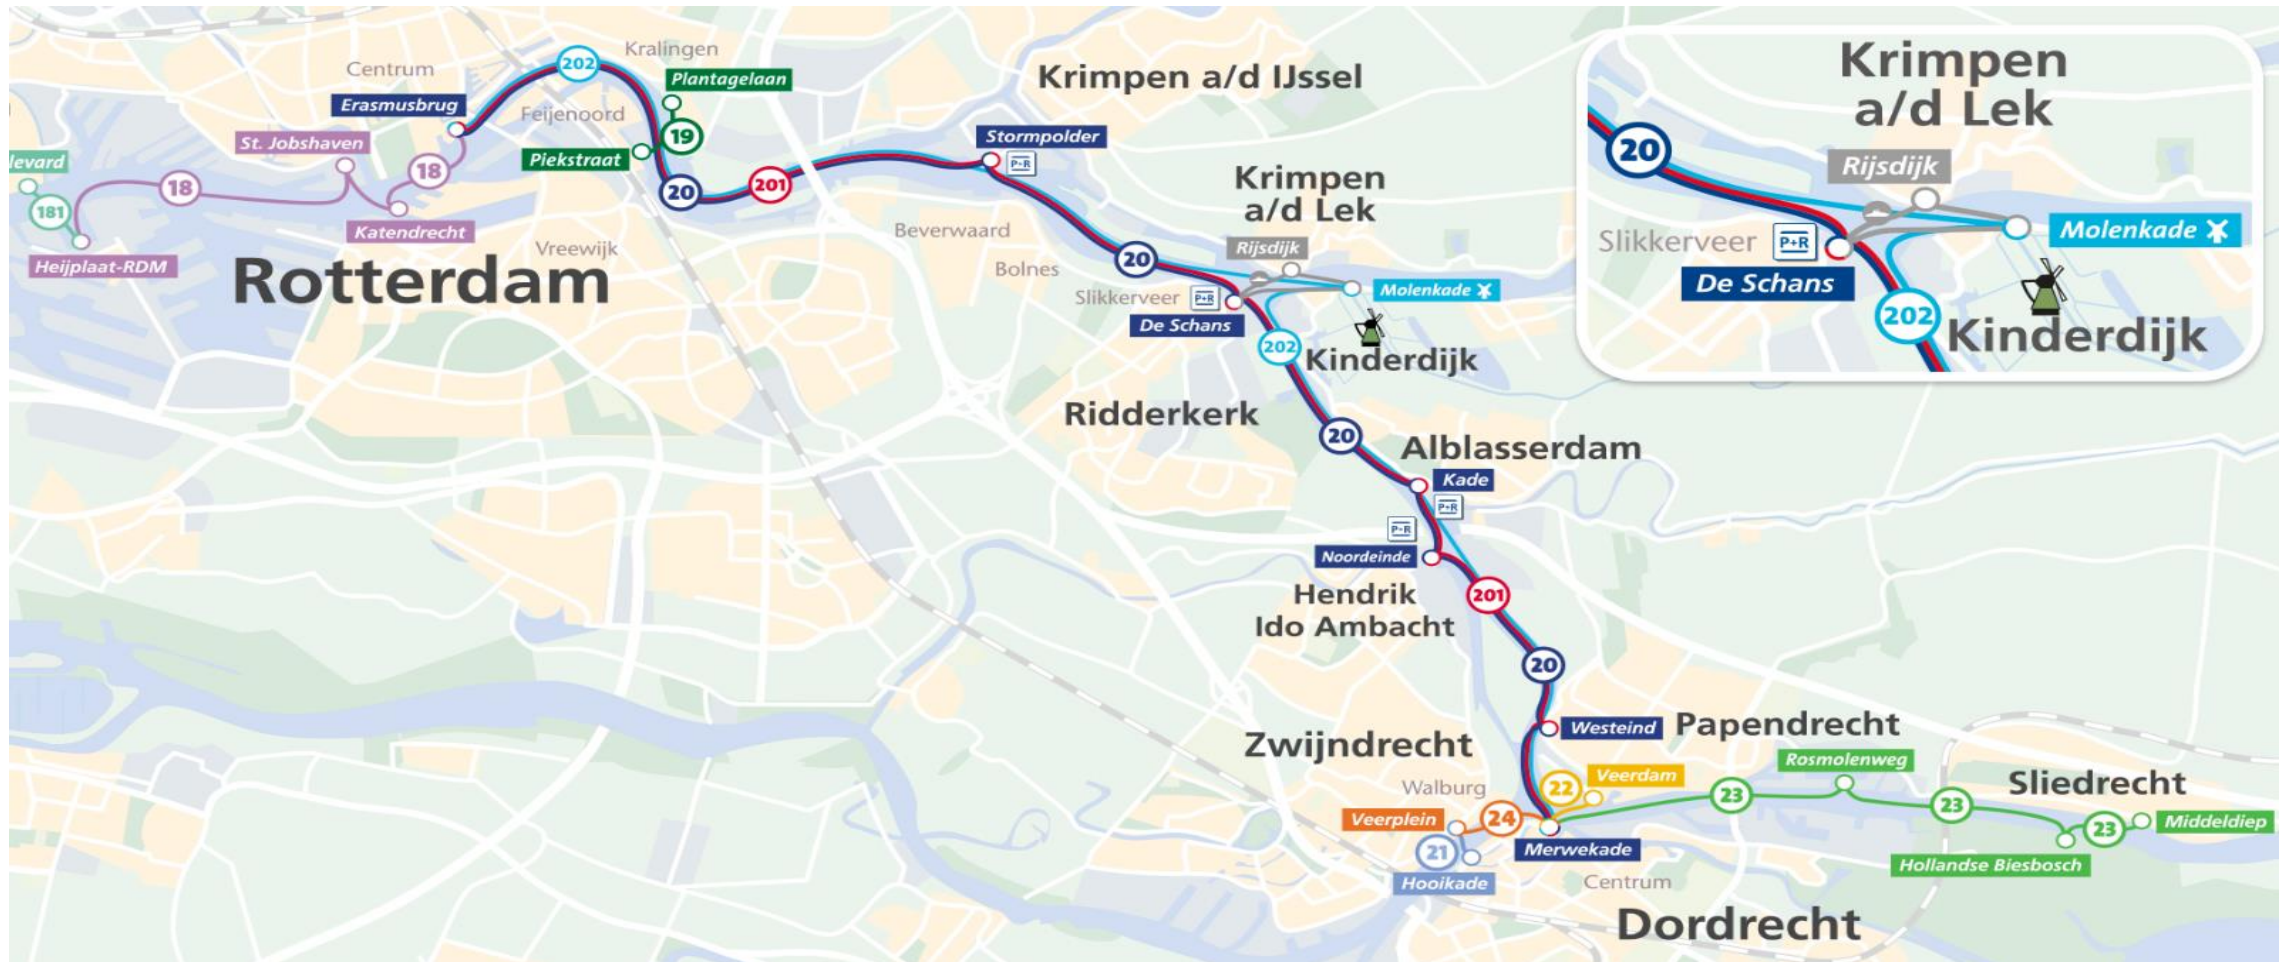 Kralingen
Centrum
202
Plantagelaan
Erasmusbrug
Feijenoord
19
St. Jobshaven
Piekstraat
levard
18
18
20
201
181
Katendrecht
Vreewijk
Heijplaat-RDM
Rotterdam
Krimpen a/d IJssel
Stormpolder
P+R
Krimpen
a/d Lek
Beverwaard
20
Rijsdijk
Bolnes
Slikkerveer
P+R
Molenkade
De Schans
202
Kinderdijk
Ridderkerk
20
Alblasserdam
Kade
P+R
P+R
Noordeinde
Hendrik
Ido Ambacht
201
20
Westeind
Papendrecht
Zwijndrecht
Rosmolenweg
Walburg
22
Veerdam
23
23
Sliedrecht
Veerplein
24
23
Middeldiep
21
Merwekade
Hollandse Biesbosch
Hooikade
Centrum
Dordrecht
Krimpen
a/d Lek
20
Rijsdijk
Slikkerveer
P+R
Molenkade
De Schans
202
Kinderdijk